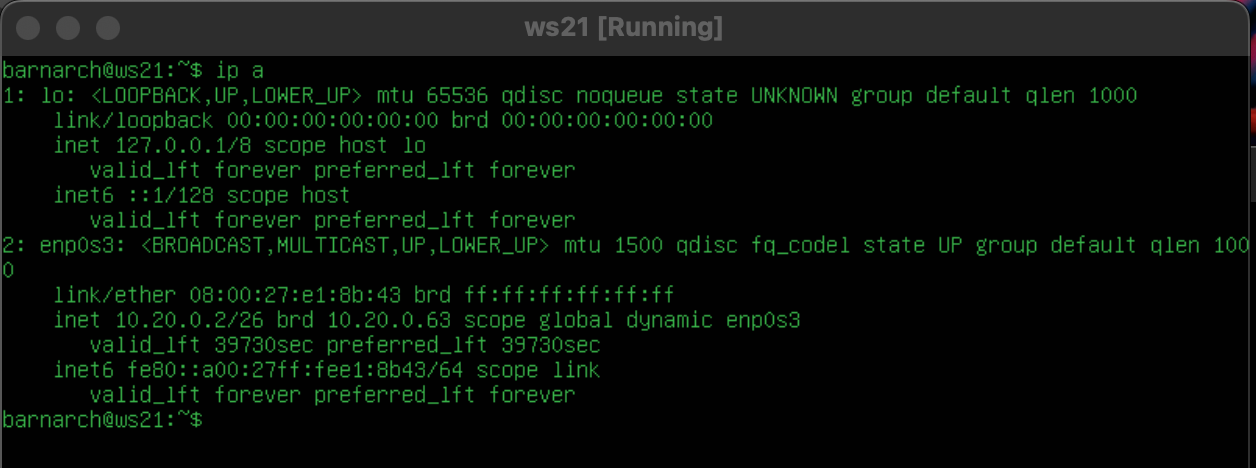 ws21 [Running]
barnarch@ws21:~$ ip a
1: lo: <LOOPBACK,UP,LOWER_UP> mtu 65536 qdisc noqueue state UNKNOWN group default qlen 1000
    link/loopback 00:00:00:00:00:00 brd 00:00:00:00:00:00
    inet 127.0.0.1/8 scope host lo
       valid_lft forever preferred_lft forever
    inet6 ::1/128 scope host
       valid_lft forever preferred_lft forever
2: enp0s3: <BROADCAST,MULTICAST,UP,LOWER_UP> mtu 1500 qdisc fq_codel state UP group default qlen 100
0
    link/ether 08:00:27:e1:8b:43 brd ff:ff:ff:ff:ff:ff
    inet 10.20.0.2/26 brd 10.20.0.63 scope global dynamic enp0s3
       valid_lft 39730sec preferred_lft 39730sec
    inet6 fe80::a00:27ff:fee1:8b43/64 scope link
       valid_lft forever preferred_lft forever
barnarch@ws21:~$